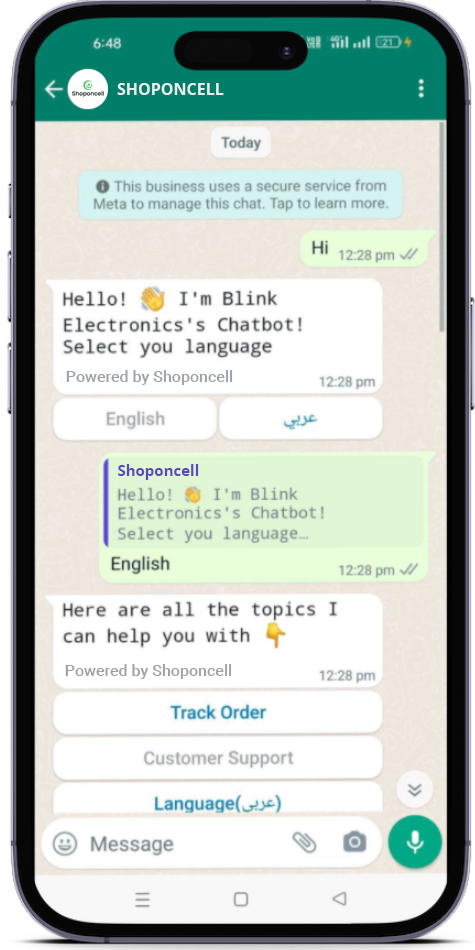 6:48
21
Shoponcell
SHOPONCELL
Today
This business uses a secure service from
Meta to manage this chat. Tap to learn more.
Hi 12:28 pm
Hello! 👋 I'm Blink
Electronics's Chatbot!
Select you language
Powered by Shoponcell
12:28 pm
English
عربي
Shoponcell
Hello! 👋 I'm Blink
Electronics's Chatbot!
Select you language…
English
12:28 pm
Here are all the topics I
can help you with 👇
Powered by Shoponcell
12:28 pm
Track Order
Customer Support
Language(عربى)
Message